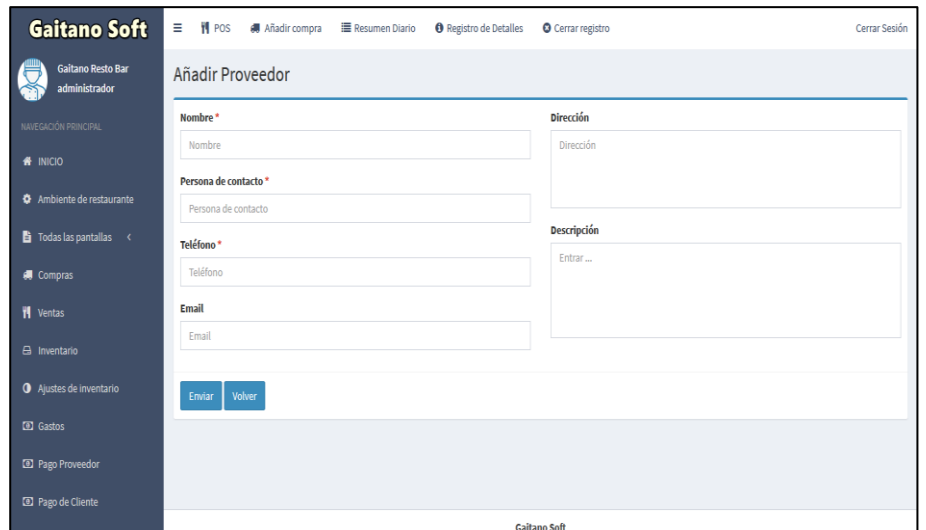 Gaitano Soft
POS
Añadir compra
Resumen Diario
Registro de Detalles
Cerrar registro
Cerrar Sesión
Gaitano Resto Bar
administrador
NAVEGACIÓN PRINCIPAL
INICIO
Ambiente de restaurante
Todas las pantallas
Compras
Ventas
Inventario
Ajustes de inventario
Gastos
Pago Proveedor
Pago de Cliente
Añadir Proveedor
Nombre *
Nombre
Persona de contacto *
Persona de contacto
Teléfono *
Teléfono
Email
Email
Dirección
Dirección
Descripción
Entrar ...
Enviar
Volver
Gaitano Soft